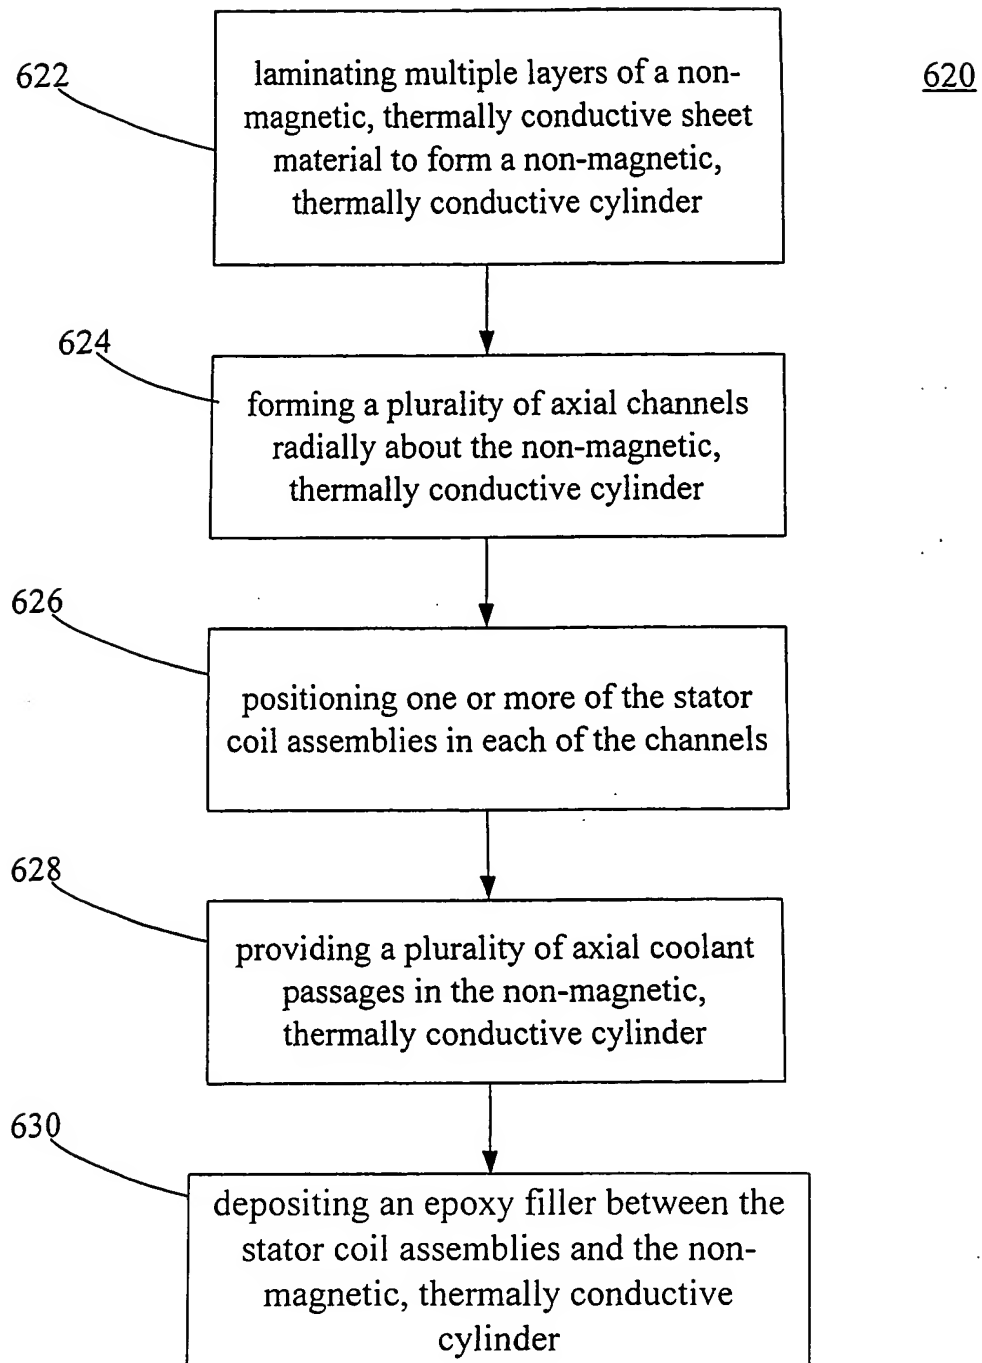 622
620
laminating multiple layers of a non-
magnetic, thermally conductive sheet
material to form a non-magnetic,
thermally conductive cylinder
624
forming a plurality of axial channels
radially about the non-magnetic,
thermally conductive cylinder
626
positioning one or more of the stator
coil assemblies in each of the channels
628
providing a plurality of axial coolant
passages in the non-magnetic,
thermally conductive cylinder
630
depositing an epoxy filler between the
stator coil assemblies and the non-
magnetic, thermally conductive
cylinder